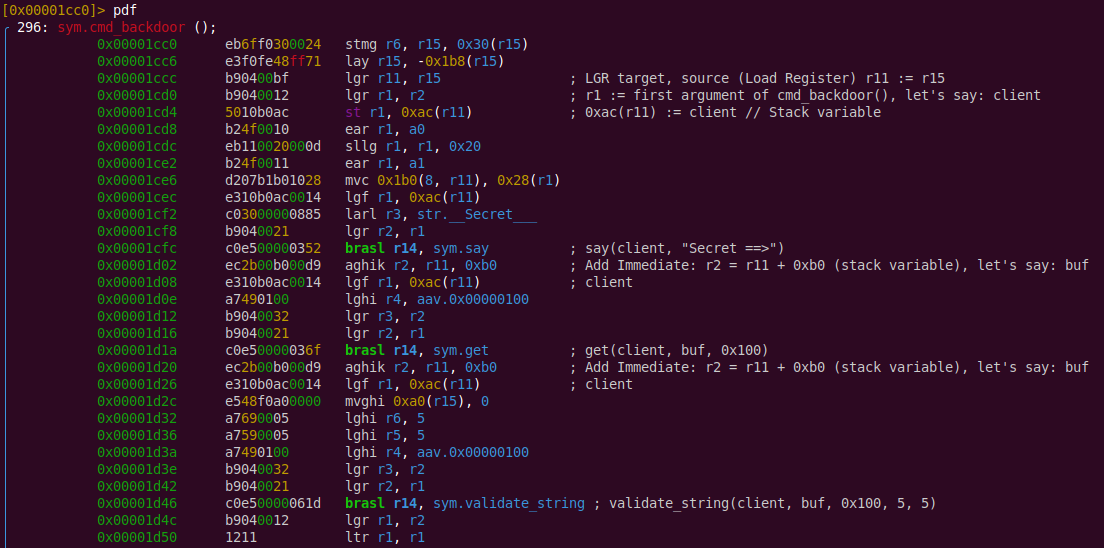 [0x00001cc0]> pdf
┌ 296: sym.cmd_backdoor ();
│ 0x00001cc0 eb6ff0300024 stmg r6, r15, 0x30(r15)
│ 0x00001cc6 e3f0fe48ff71 lay r15, -0x1b8(r15)
│ 0x00001ccc b90400bf lgr r11, r15 ; LGR target, source (Load Register) r11 := r15
│ 0x00001cd0 b9040012 lgr r1, r2 ; r1 := first argument of cmd_backdoor(), let's say: client
│ 0x00001cd4 5010b0ac st r1, 0xac(r11) ; 0xac(r11) := client // Stack variable
│ 0x00001cd8 b24f0010 ear r1, a0
│ 0x00001cdc eb110020000d sllg r1, r1, 0x20
│ 0x00001ce2 b24f0011 ear r1, a1
│ 0x00001ce6 d207b1b01028 mvc 0x1b0(8, r11), 0x28(r1)
│ 0x00001cec e310b0ac0014 lgf r1, 0xac(r11)
│ 0x00001cf2 c03000000885 larl r3, str.__Secret___
│ 0x00001cf8 b9040021 lgr r2, r1
│ 0x00001cfc c0e500000352 brasl r14, sym.say ; say(client, "Secret ==>")
│ 0x00001d02 ec2b00b000d9 aghik r2, r11, 0xb0 ; Add Immediate: r2 = r11 + 0xb0 (stack variable), let's say: buf
│ 0x00001d08 e310b0ac0014 lgf r1, 0xac(r11) ; client
│ 0x00001d0e a7490100 lghi r4, aav.0x00000100
│ 0x00001d12 b9040032 lgr r3, r2
│ 0x00001d16 b9040021 lgr r2, r1
│ 0x00001d1a c0e50000036f brasl r14, sym.get ; get(client, buf, 0x100)
│ 0x00001d20 ec2b00b000d9 aghik r2, r11, 0xb0 ; Add Immediate: r2 = r11 + 0xb0 (stack variable), let's say: buf
│ 0x00001d26 e310b0ac0014 lgf r1, 0xac(r11) ; client
│ 0x00001d2c e548f0a00000 mvghi 0xa0(r15), 0
│ 0x00001d32 a7690005 lghi r6, 5
│ 0x00001d36 a7590005 lghi r5, 5
│ 0x00001d3a a7490100 lghi r4, aav.0x00000100
│ 0x00001d3e b9040032 lgr r3, r2
│ 0x00001d42 b9040021 lgr r2, r1
│ 0x00001d46 c0e50000061d brasl r14, sym.validate_string ; validate_string(client, buf, 0x100, 5, 5)
│ 0x00001d4c b9040012 lgr r1, r2
│ 0x00001d50 1211 ltr r1, r1